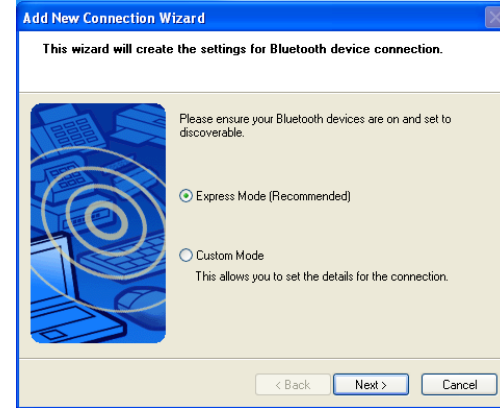 Add New Connection Wizard
This wizard will create the settings for Bluetooth device connection.
Please ensure your Bluetooth devices are on and set to
discoverable.
Express Mode (Recommended)
Custom Mode
This allows you to set the details for the connection.
< Back
Next >
Cancel